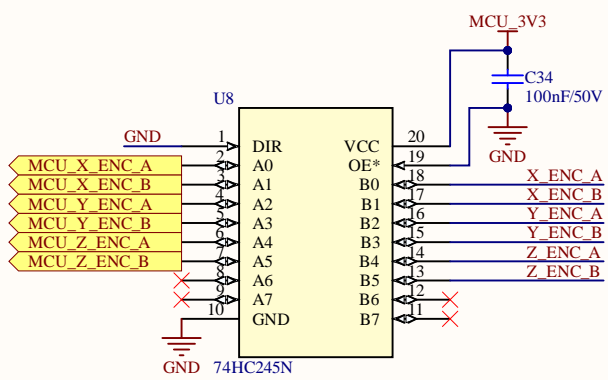 MCU_3V3
C34
100nF/50V
GND
U8
GND 1 DIR VCC 20
MCU_X_ENC_A 2 A0 OE* 19
MCU_X_ENC_B 3 A1 B0 18 X_ENC_A
MCU_Y_ENC_A 4 A2 B1 17 X_ENC_B
MCU_Y_ENC_B 5 A3 B2 16 Y_ENC_A
MCU_Z_ENC_A 6 A4 B3 15 Y_ENC_B
MCU_Z_ENC_B 7 A5 B4 14 Z_ENC_A
8 A6 B5 13 Z_ENC_B
9 A7 B6 12
10 GND B7 11
GND
74HC245N